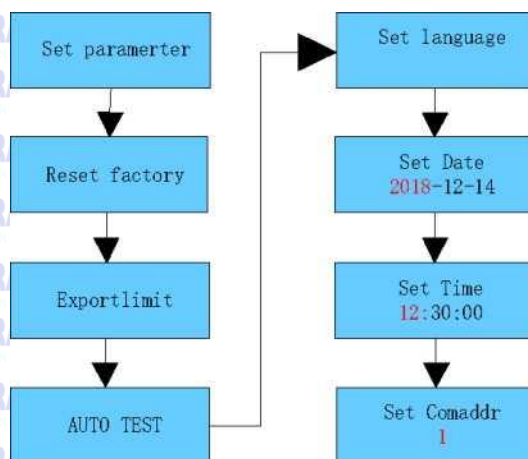 Set paramerter
Reset factory
Exportlimit
AUTO TEST
Set language
Set Date
2018-12-14
Set Time
12:30:00
Set Comaddr
1